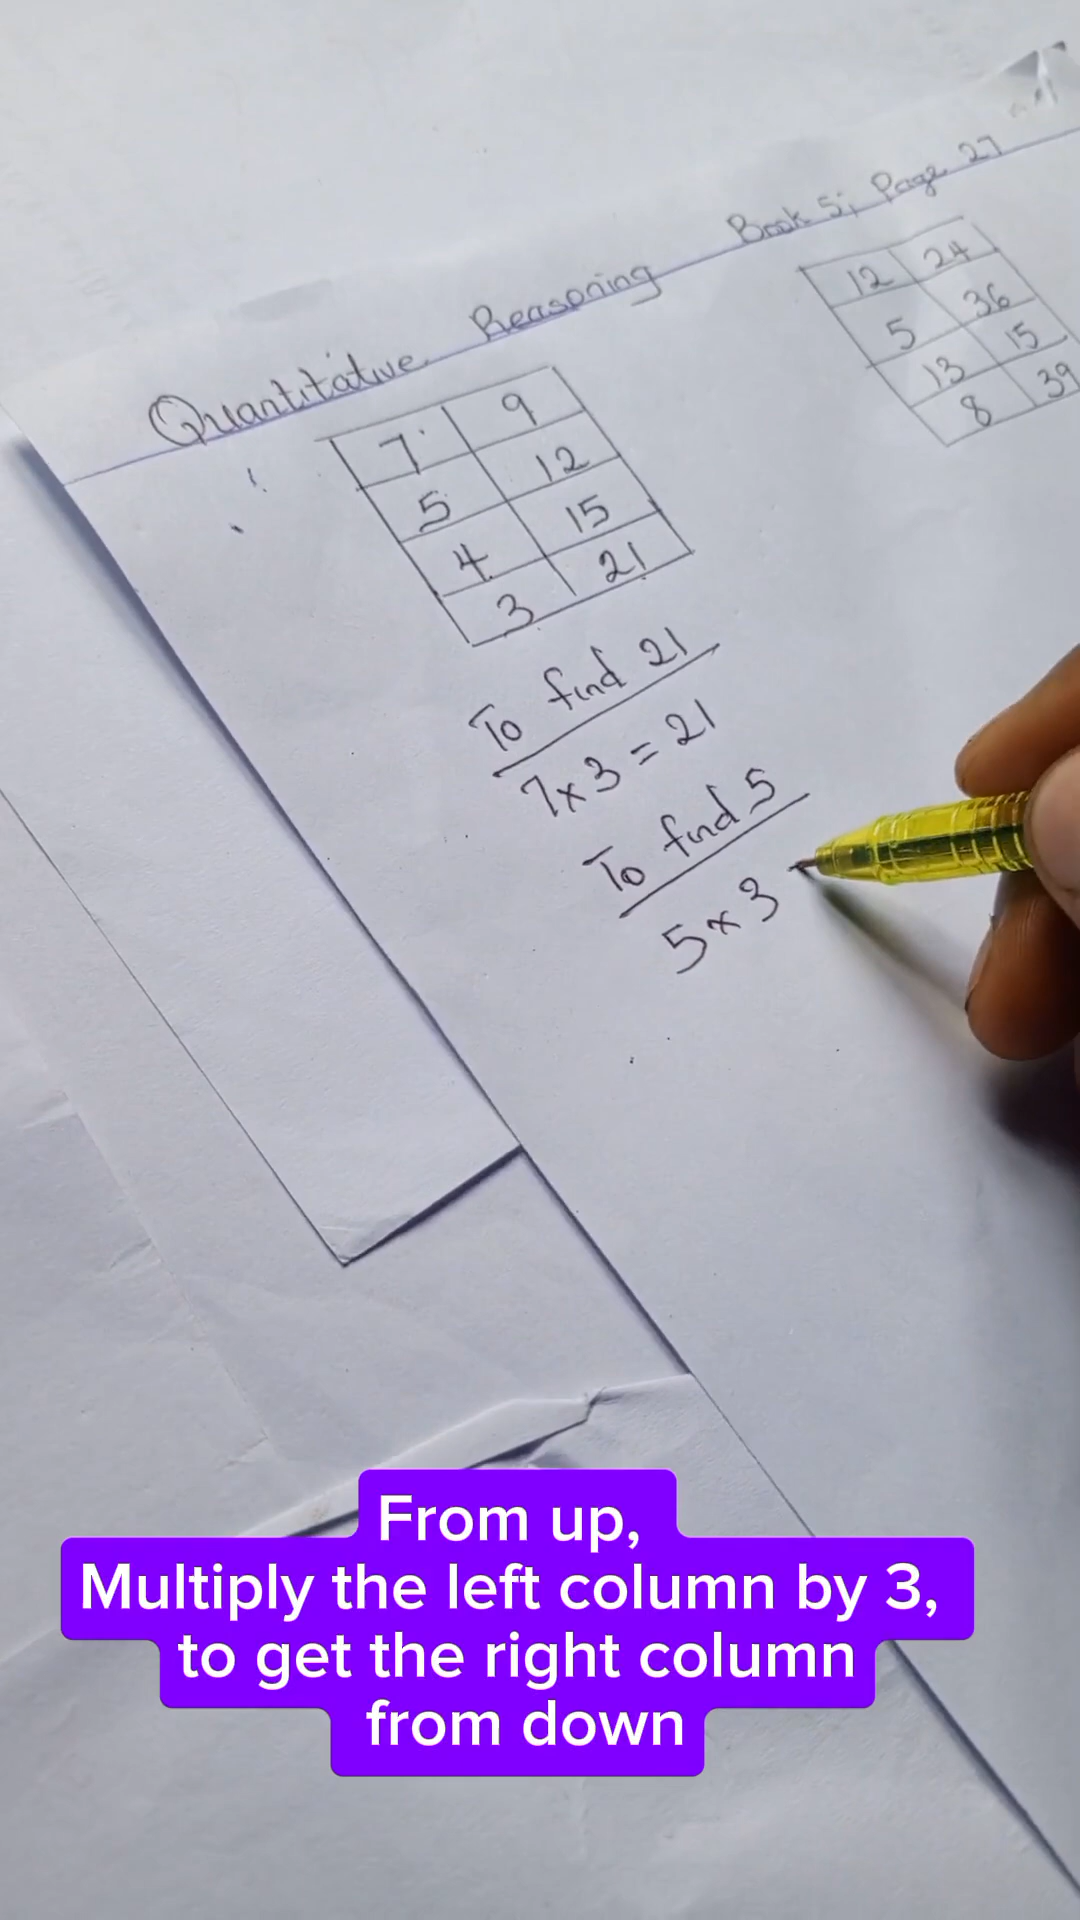 Quantitative Reasoning Book 5; Page 27
7 9
5 12
4 15
3 21
12 24
5 36
13 15
8 39
To find 21
7x3 = 21
To find 5
5x3
From up,
Multiply the left column by 3,
to get the right column
from down